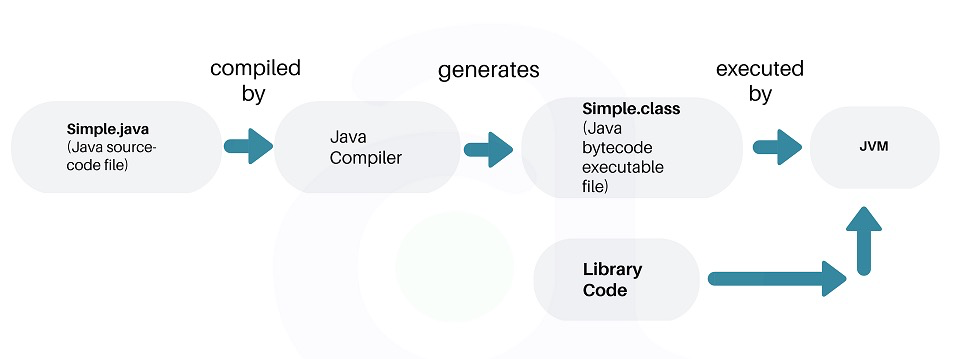 compiled
by
generates
executed
by
Simple.java
(Java source-
code file)
Java
Compiler
Simple.class
(Java
bytecode
executable
file)
JVM
Library
Code